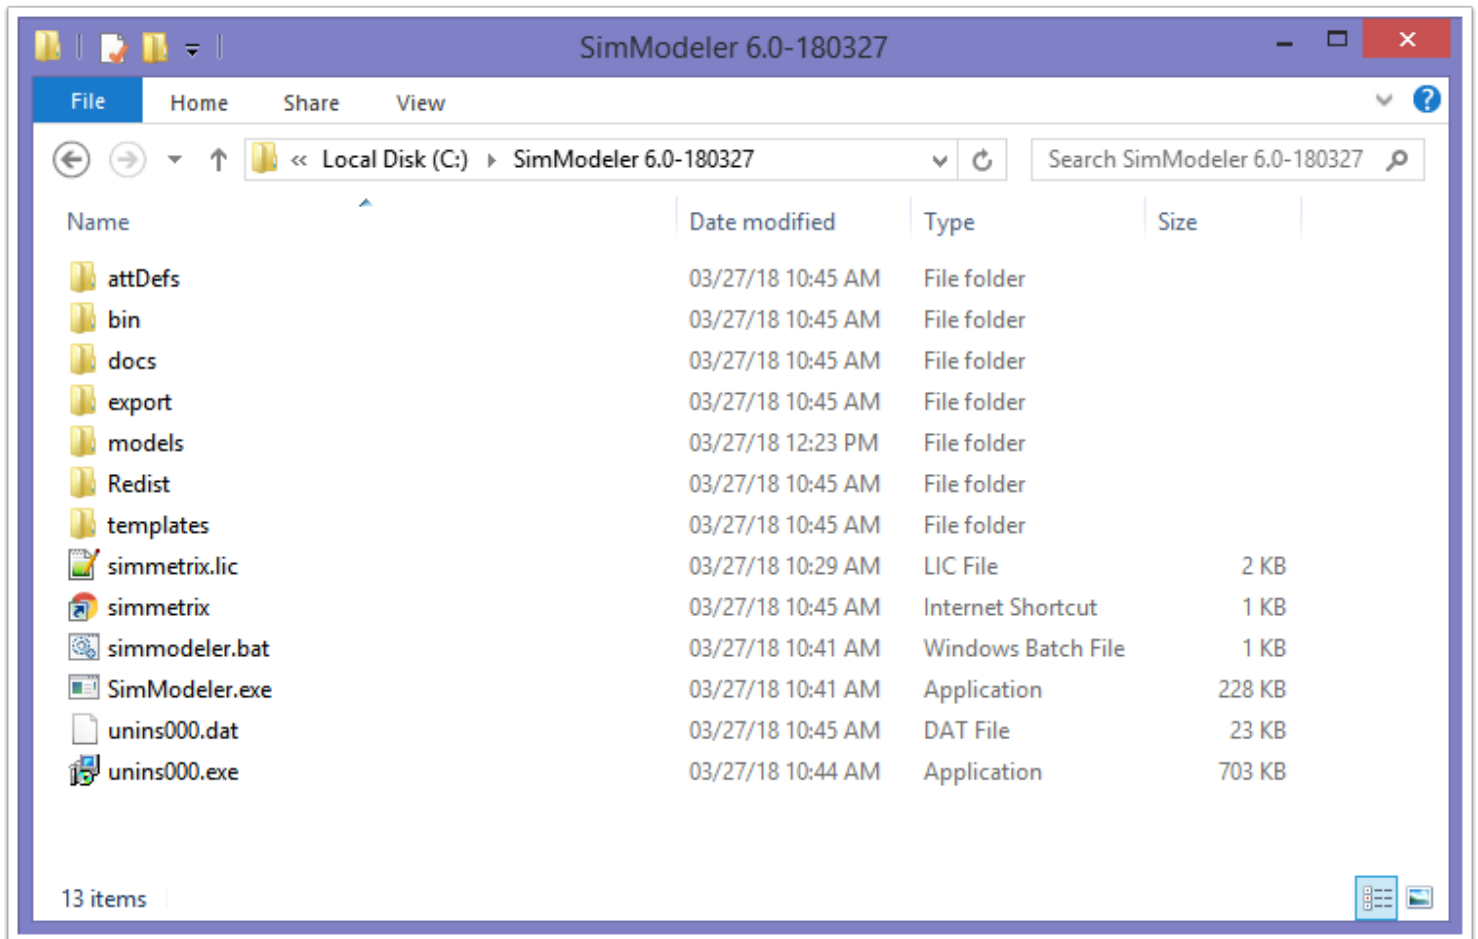 SimModeler 6.0-180327
File Home Share View
« Local Disk (C:) SimModeler 6.0-180327 Search SimModeler 6.0-180327
Name Date modified Type Size
attDefs 03/27/18 10:45 AM File folder
bin 03/27/18 10:45 AM File folder
docs 03/27/18 10:45 AM File folder
export 03/27/18 10:45 AM File folder
models 03/27/18 12:23 PM File folder
Redist 03/27/18 10:45 AM File folder
templates 03/27/18 10:45 AM File folder
simmetrix.lic 03/27/18 10:29 AM LIC File 2 KB
simmetrix 03/27/18 10:45 AM Internet Shortcut 1 KB
simmodeler.bat 03/27/18 10:41 AM Windows Batch File 1 KB
SimModeler.exe 03/27/18 10:41 AM Application 228 KB
unins000.dat 03/27/18 10:45 AM DAT File 23 KB
unins000.exe 03/27/18 10:44 AM Application 703 KB
13 items